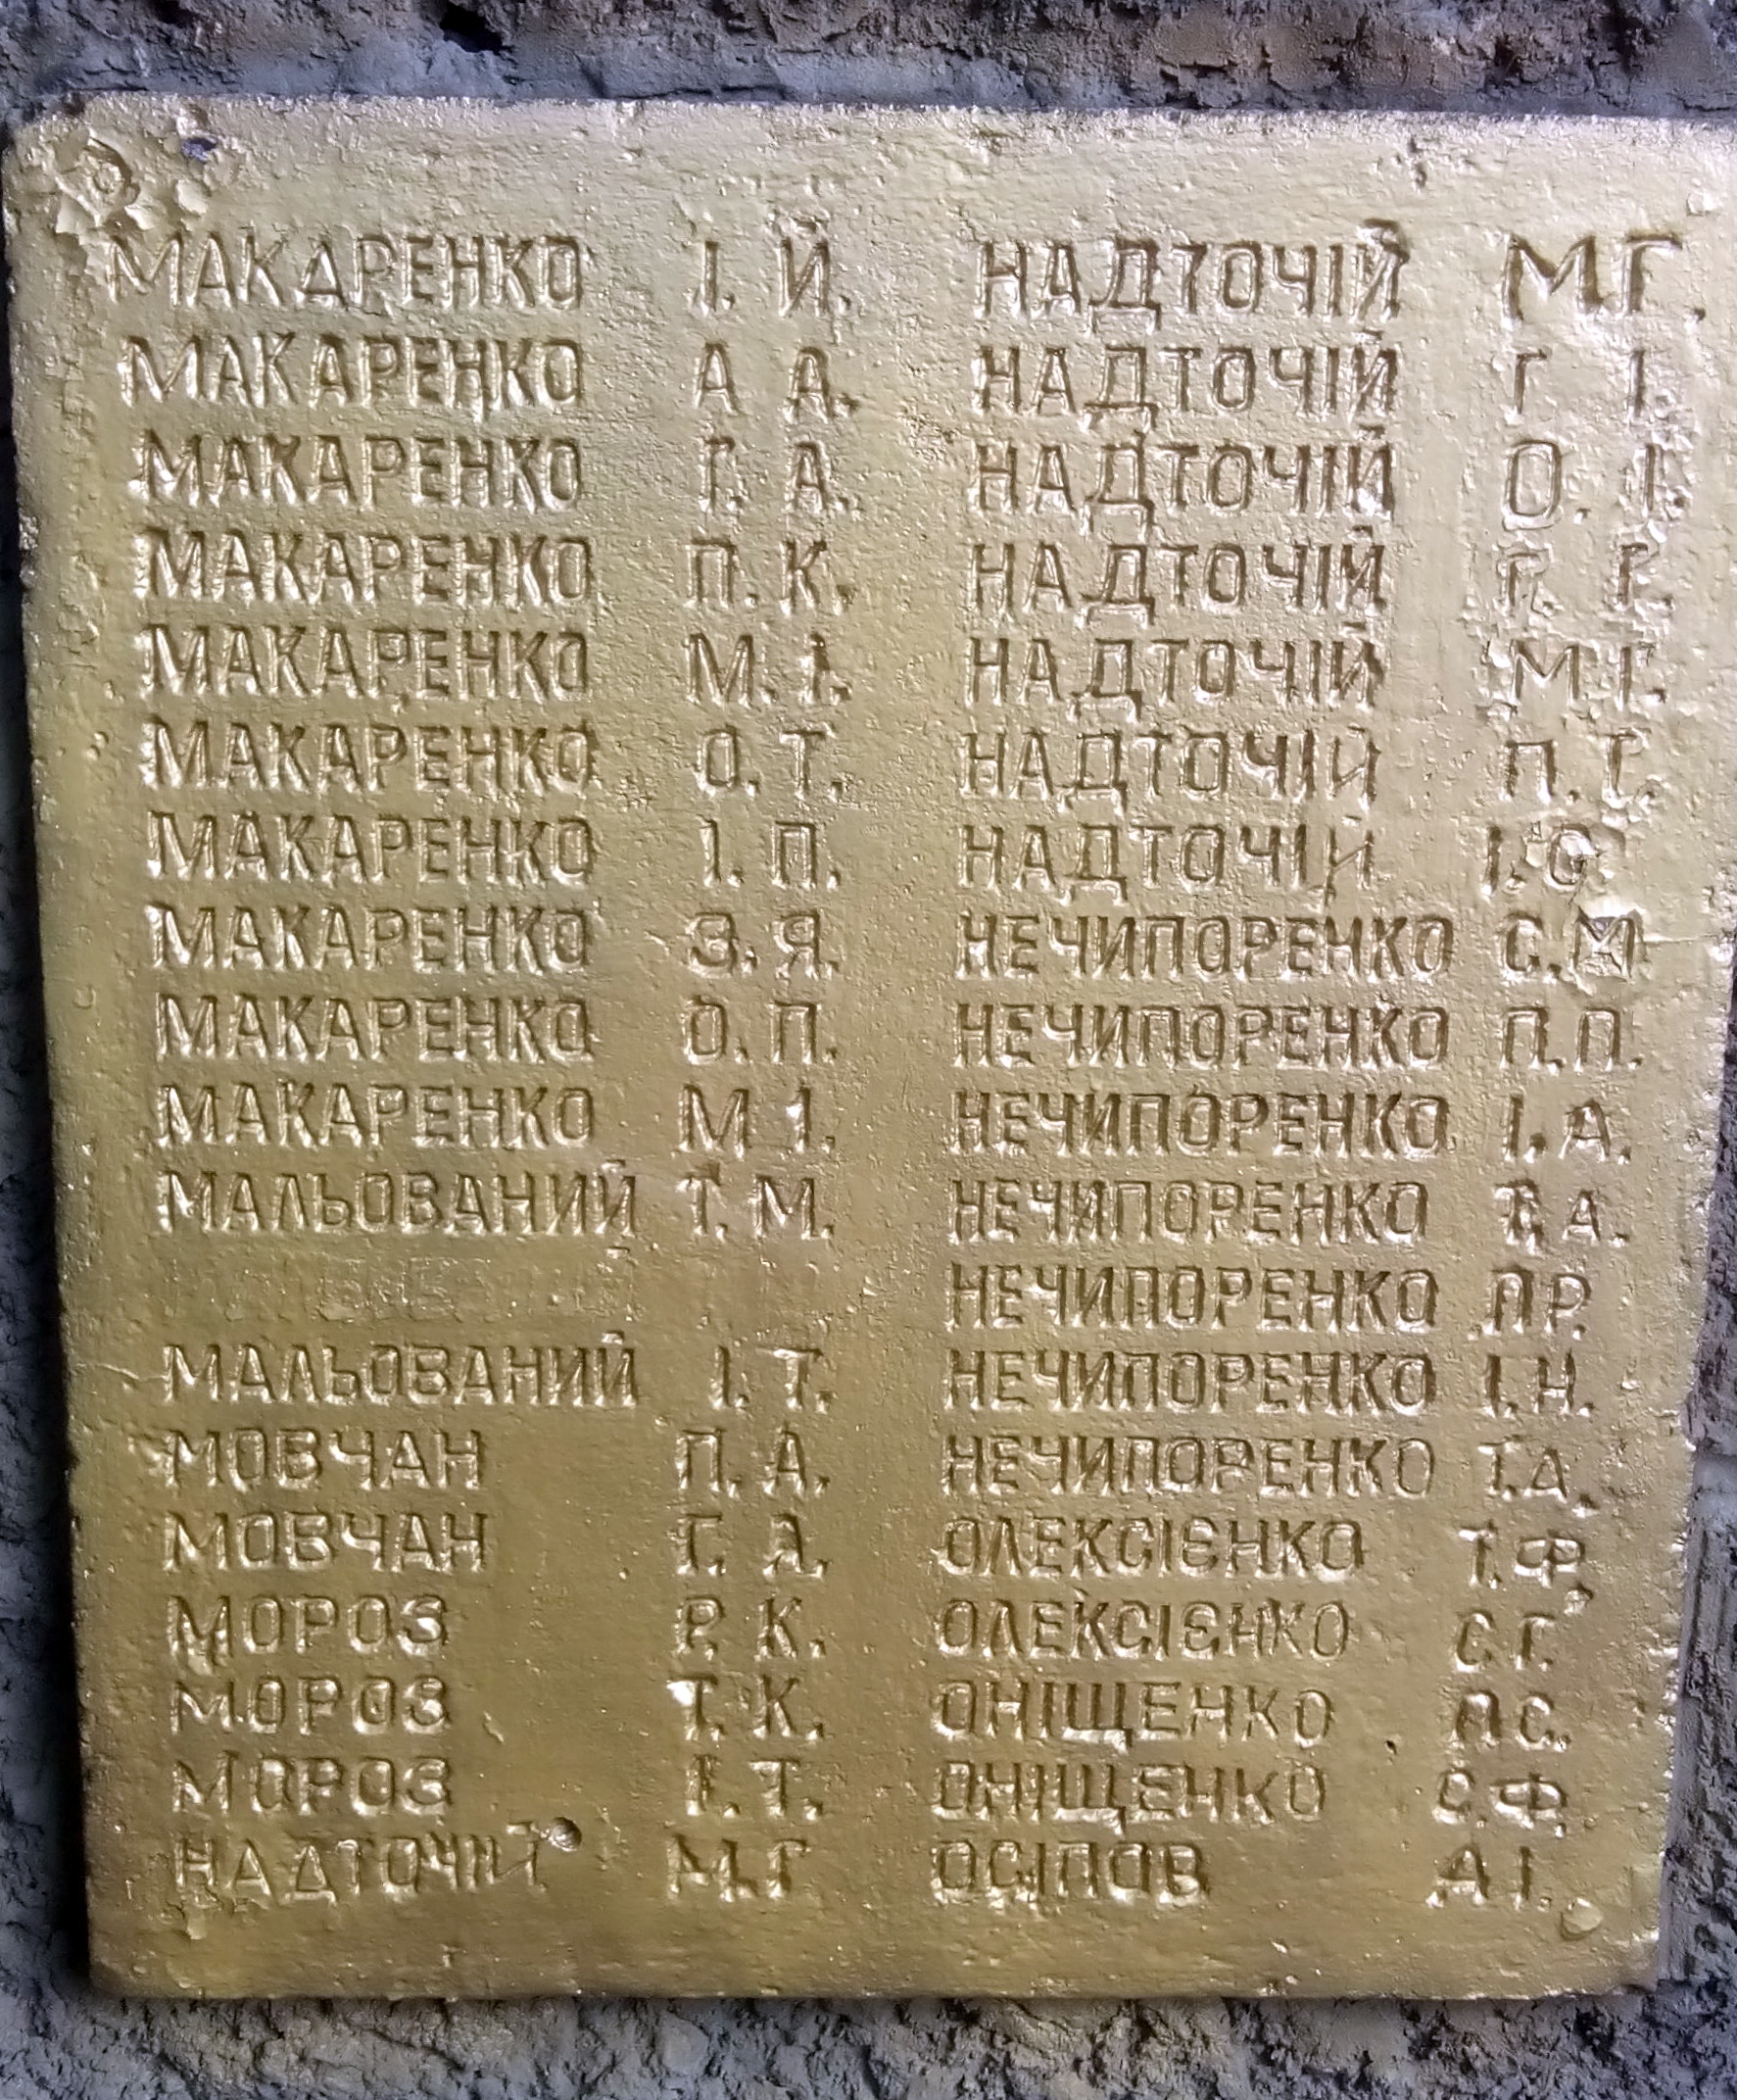 МАКАРЕНКО І. Й.
МАКАРЕНКО А А.
МАКАРЕНКО Г. А.
МАКАРЕНКО П. К.
МАКАРЕНКО М. І.
МАКАРЕНКО О. Т.
МАКАРЕНКО І. П.
МАКАРЕНКО З. Я.
МАКАРЕНКО О. П.
МАКАРЕНКО М І.
МАЛЬОВАНИЙ Т. М.
МАЛЬОВАНИЙ І. Т.
МОВЧАН П. А.
МОВЧАН Г. А.
МОРОЗ Р. К.
МОРОЗ Т. К.
МОРОЗ І. Т.
НАДТОЧІЙ М. Г
НАДТОЧІЙ М. Г.
НАДТОЧІЙ Г І.
НАДТОЧІЙ О. І.
НАДТОЧІЙ
НАДТОЧІЙ М Г.
НАДТОЧІЙ П. Г.
НАДТОЧІЙ І. О
НЕЧИПОРЕНКО С. М
НЕЧИПОРЕНКО П. П.
НЕЧИПОРЕНКО І. А.
НЕЧИПОРЕНКО Т. А.
НЕЧИПОРЕНКО П Р.
НЕЧИПОРЕНКО І. Н.
НЕЧИПОРЕНКО Т. Д.
ОЛЕКСІЄНКО Т. Ф.
ОЛЕКСІЄНКО С. Г.
ОНІЩЕНКО П С.
ОНІЩЕНКО С. Ф.
ОСІПОВ А І.